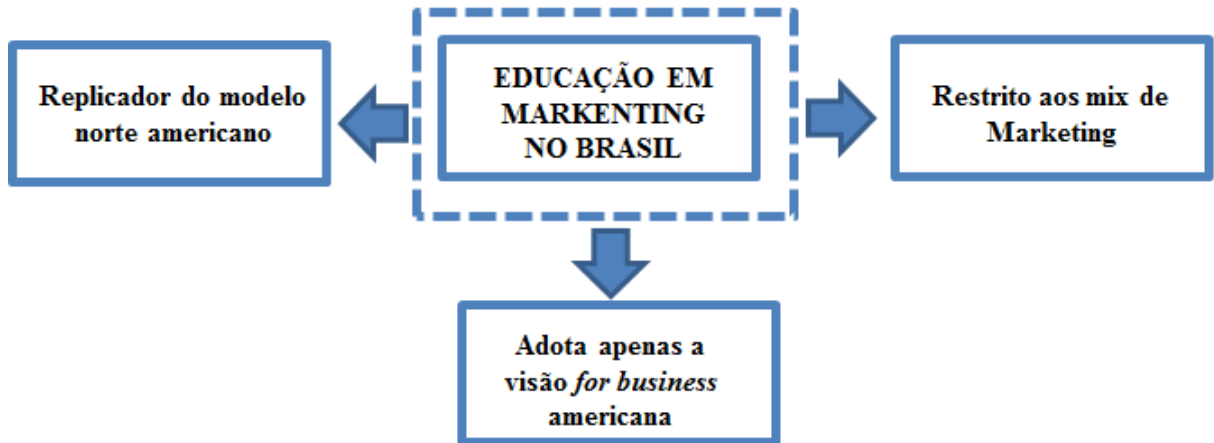 Replicador do modelo
norte americano
EDUCAÇÃO EM
MARKENTING
NO BRASIL
Restrito aos mix de
Marketing
Adota apenas a
visão for business
americana